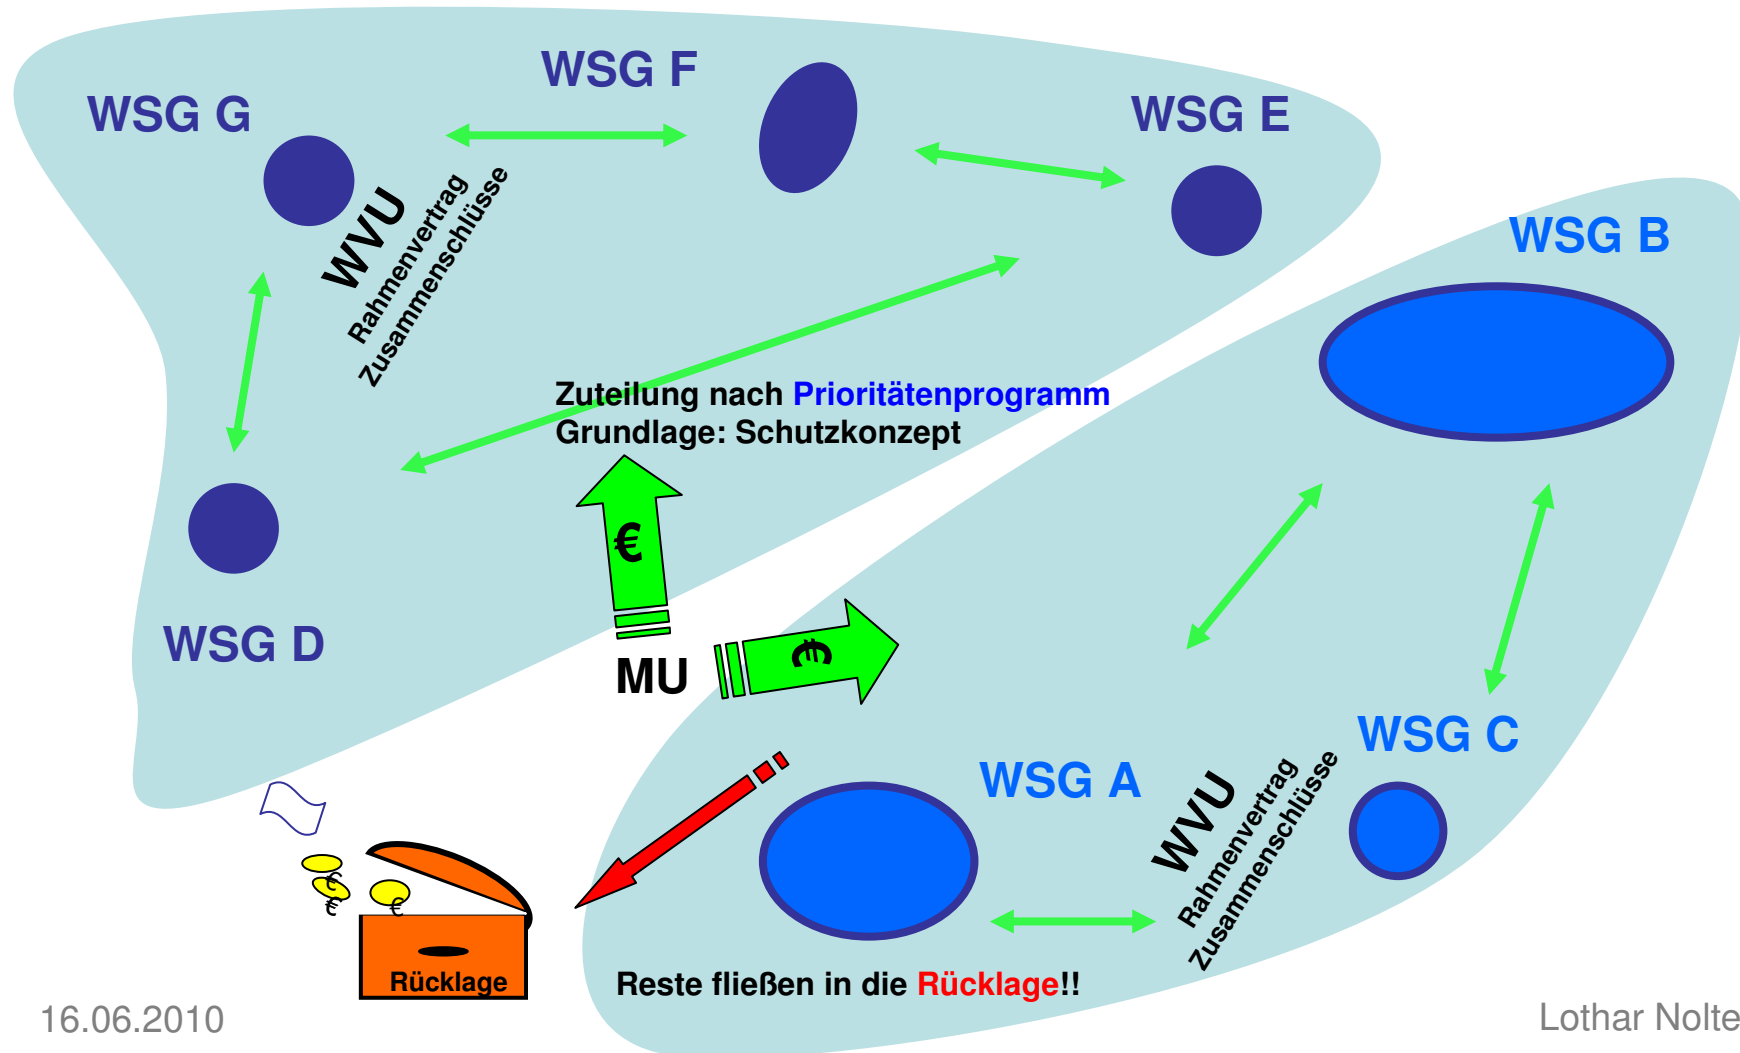 WSG F
WSG G
WSG E
WVU
Rahmenvertrag
Zusammenschlüsse
WSG B
Zuteilung nach Prioritätenprogramm
Grundlage: Schutzkonzept
€
WSG D
MU
€
WSG C
WSG A
WVU
Rahmenvertrag
Zusammenschlüsse
€
€
€
Rücklage
Reste fließen in die Rücklage!!
16.06.2010
Lothar Nolte